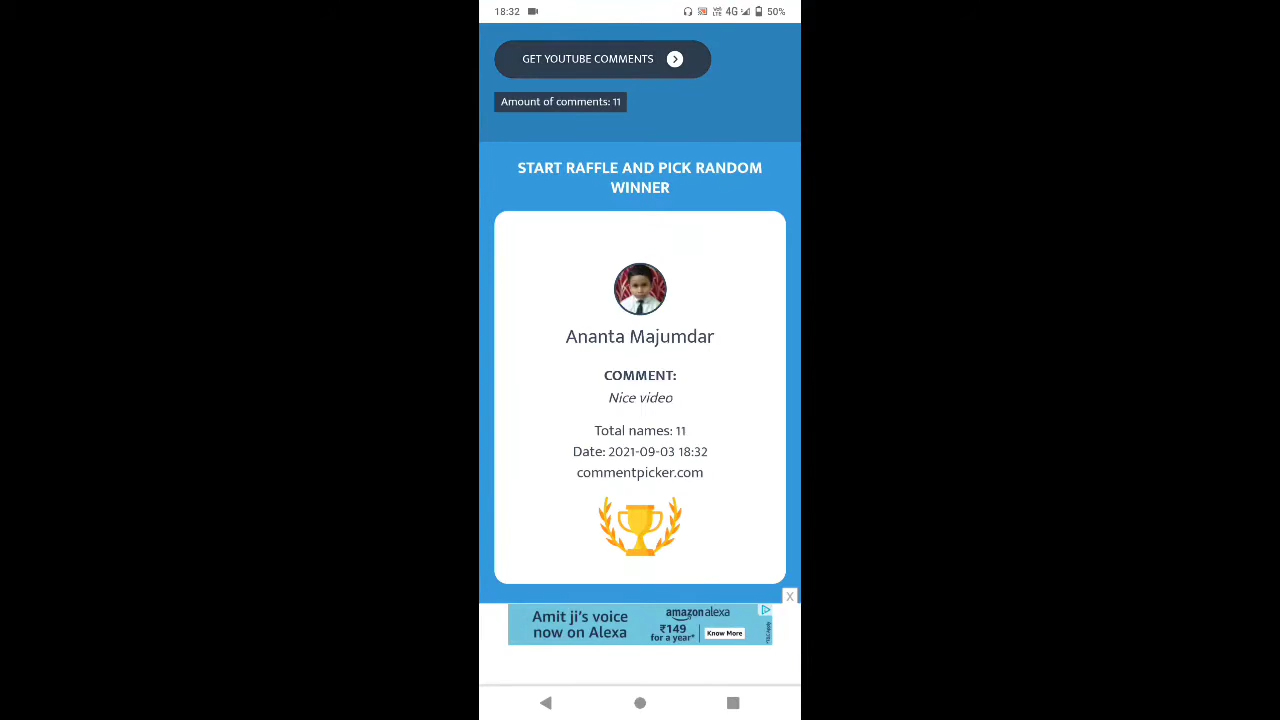 18:32 4G 50%
GET YOUTUBE COMMENTS
Amount of comments: 11
START RAFFLE AND PICK RANDOM
WINNER
Ananta Majumdar
COMMENT:
Nice video
Total names: 11
Date: 2021-09-03 18:32
commentpicker.com
X
Amit ji's voice
now on Alexa
amazon alexa
₹149
for a year*
Know More